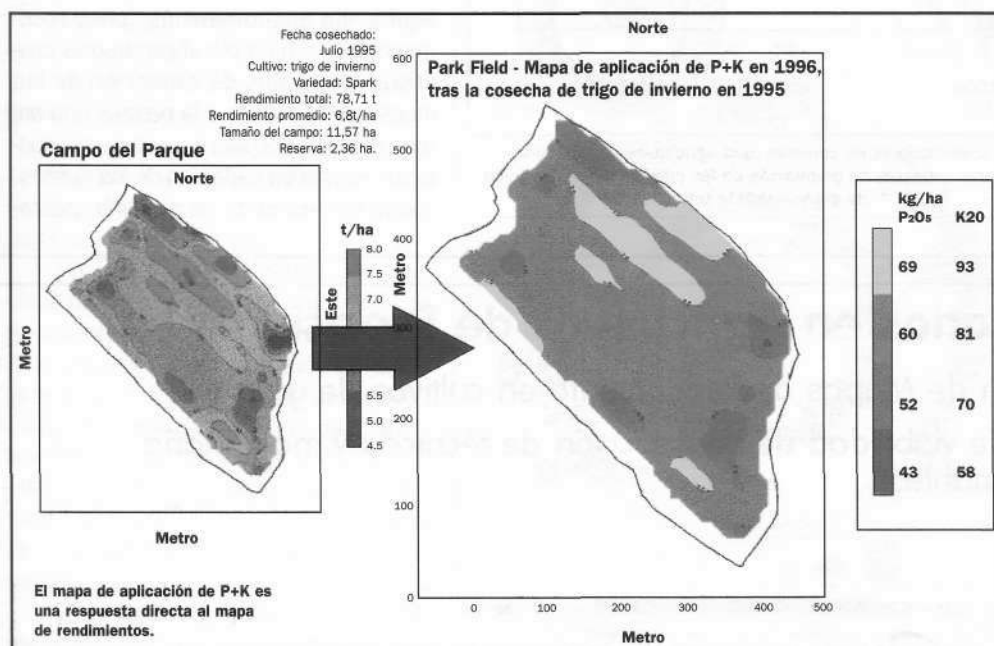 Fecha cosechado:
Julio 1995
Cultivo: trigo de invierno
Variedad: Spark
Rendimiento total: 78,71 t
Rendimiento promedio: 6,8t/ha
Tamaño del campo: 11,57 ha
Reserva: 2,36 ha.
Campo del Parque
Norte
t/ha
8.0
7.5
7.0
5.5
5.0
4.5
Este
Metro
Metro
El mapa de aplicación de P+K es
una respuesta directa al mapa
de rendimientos.
Norte
Park Field - Mapa de aplicación de P+K en 1996,
tras la cosecha de trigo de invierno en 1995
600
500
400
200
100
0
Metro
0 100 200 300 400 500
Metro
kg/ha
P2O5 K20
69 93
60 81
52 70
43 58